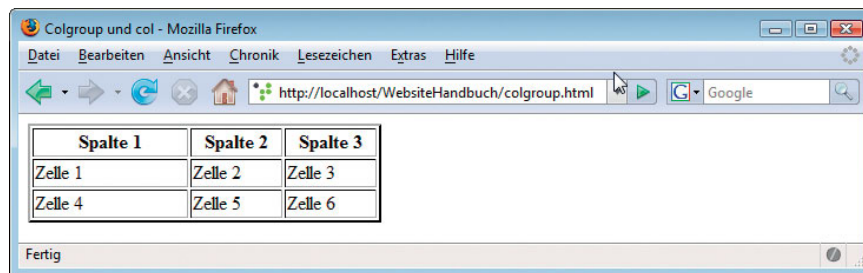 Colgroup und col - Mozilla Firefox
Datei Bearbeiten Ansicht Chronik Lesezeichen Extras Hilfe
http://localhost/WebsiteHandbuch/colgroup.html G Google
Spalte 1 Spalte 2 Spalte 3
Zelle 1 Zelle 2 Zelle 3
Zelle 4 Zelle 5 Zelle 6
Fertig